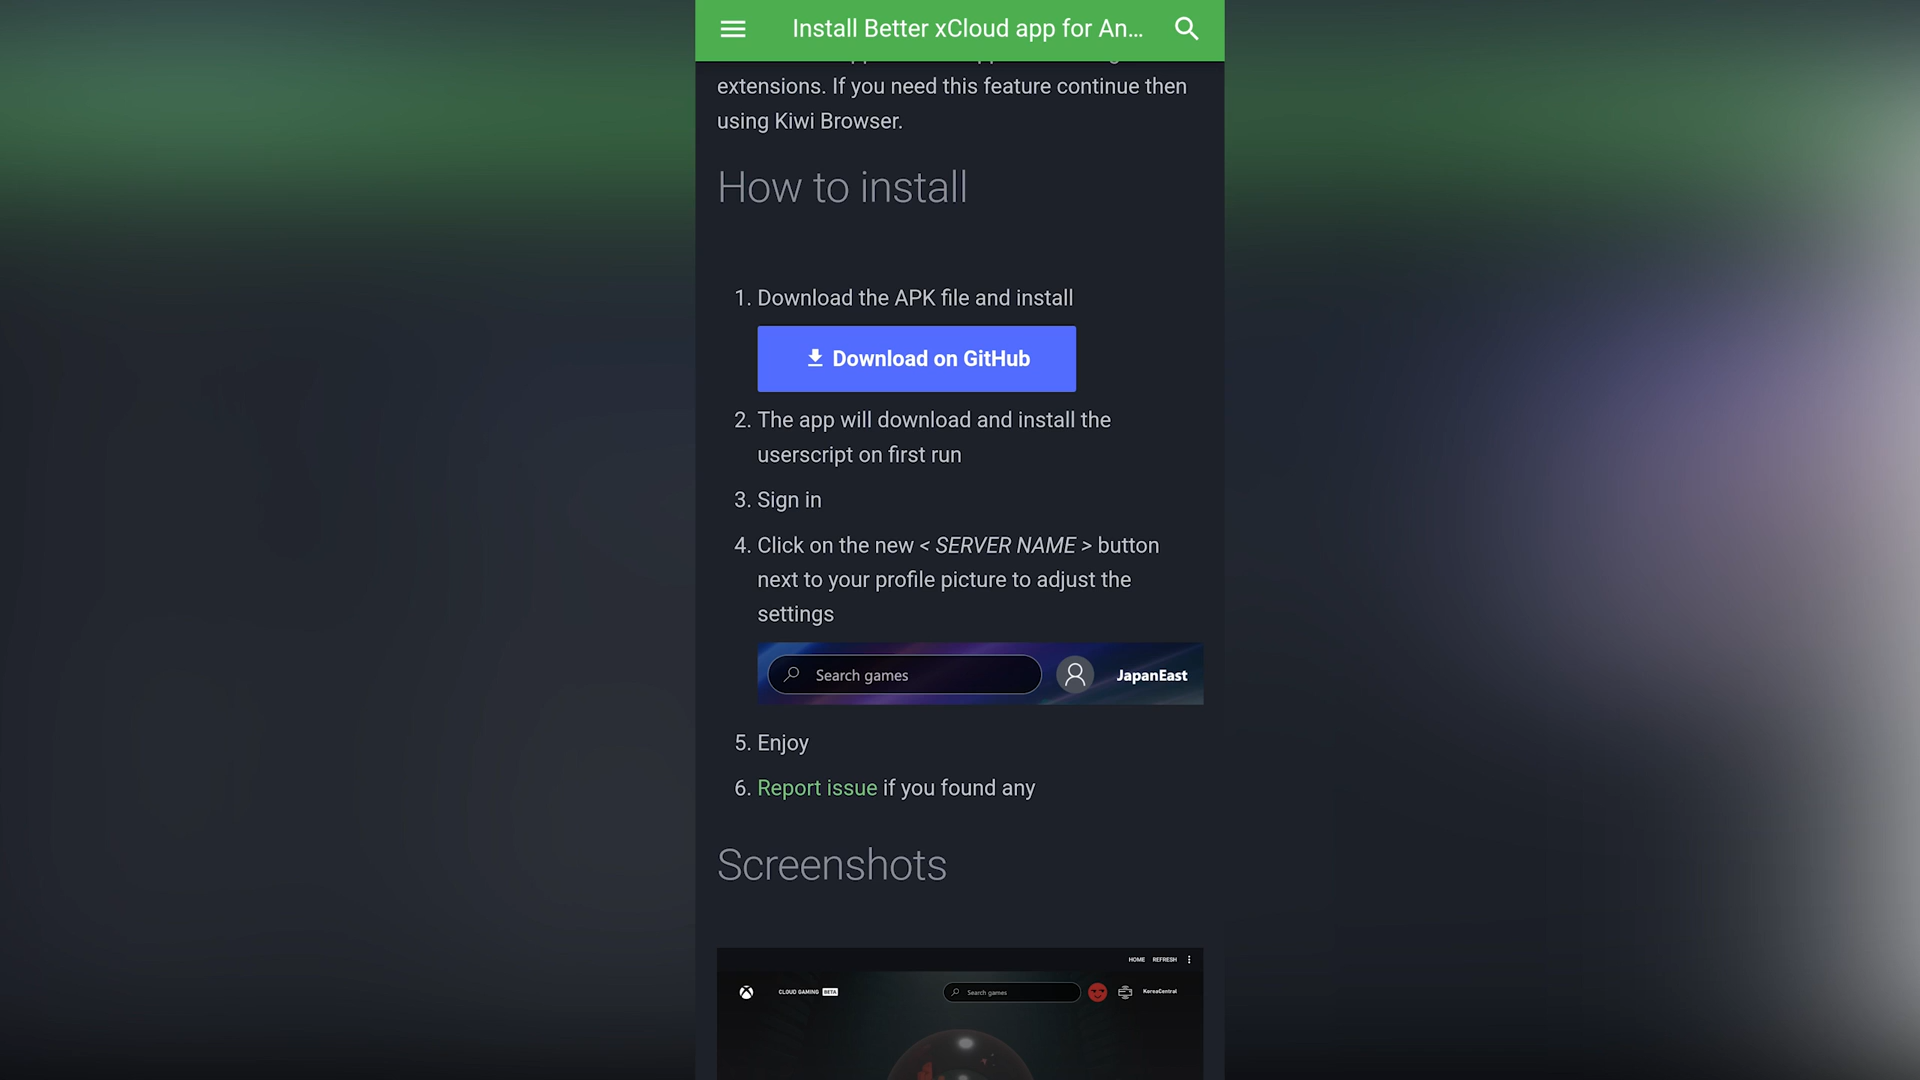 Install Better xCloud app for An...
extensions. If you need this feature continue then
using Kiwi Browser.
How to install
1. Download the APK file and install
Download on GitHub
2. The app will download and install the
userscript on first run
3. Sign in
4. Click on the new < SERVER NAME > button
next to your profile picture to adjust the
settings
Search games JapanEast
5. Enjoy
6. Report issue if you found any
Screenshots
HOME REFRESH
CLOUD GAMING BETA Search games KoreaCentral